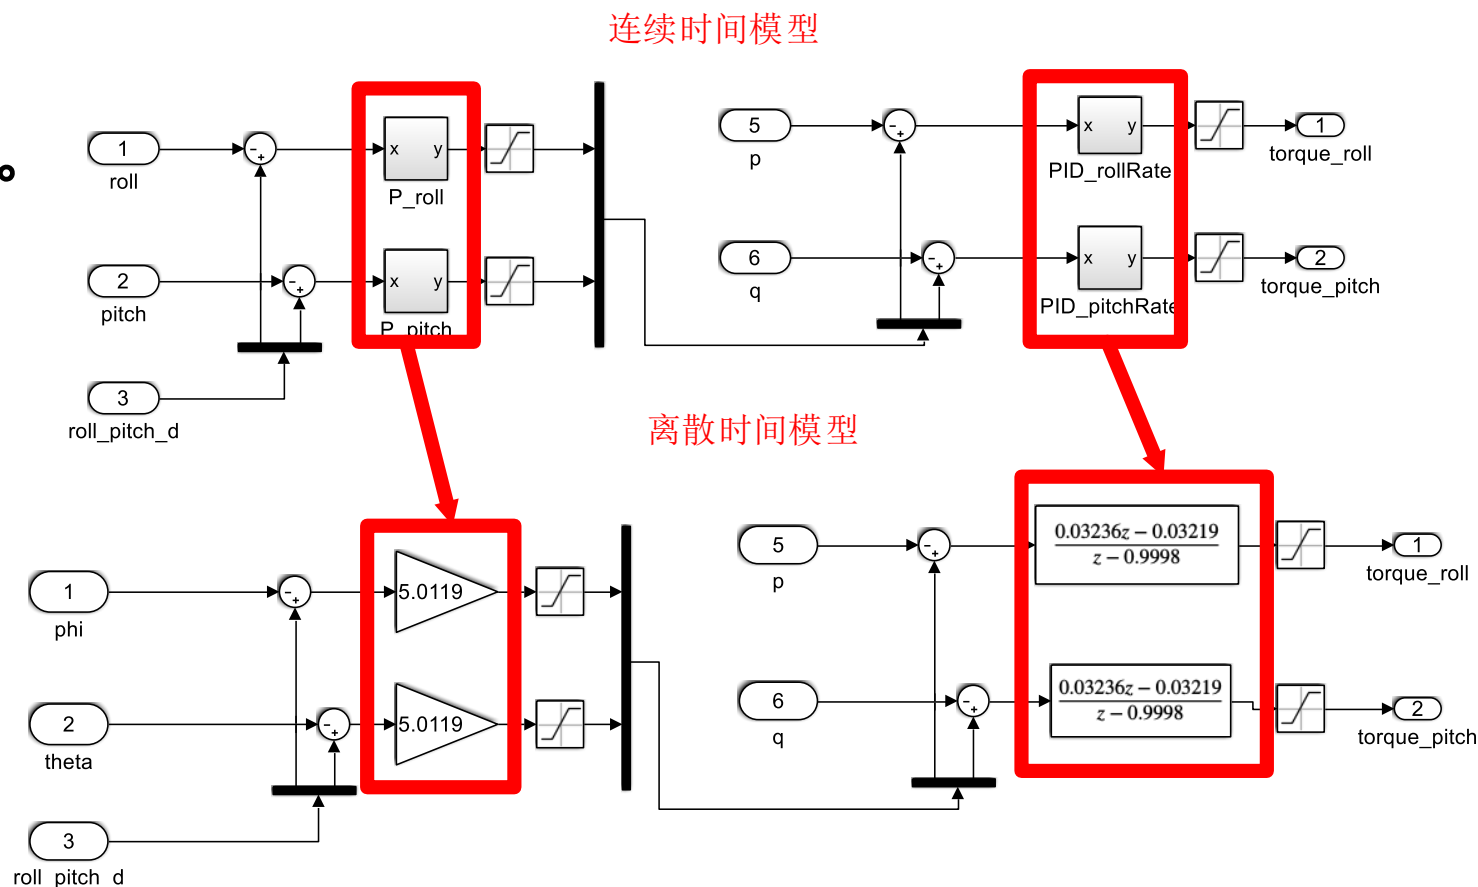 连续时间模型
1
roll
2
pitch
3
roll_pitch_d
x y
P_roll
x y
P_pitch
5
p
6
q
x y
PID_rollRate
x y
PID_pitchRate
1
torque_roll
2
torque_pitch
离散时间模型
1
phi
2
theta
3
roll_pitch_d
5.0119
5.0119
5
p
6
q
0.03236z − 0.03219
z − 0.9998
0.03236z − 0.03219
z − 0.9998
1
torque_roll
2
torque_pitch